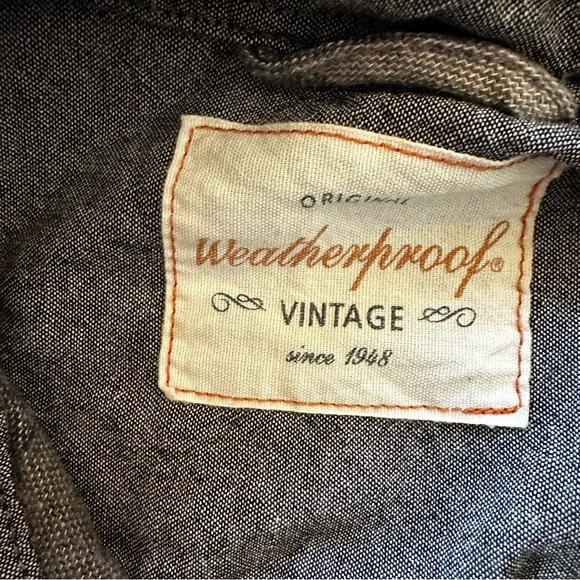 ORIGINAL
Weatherproof®
VINTAGE
since 1948